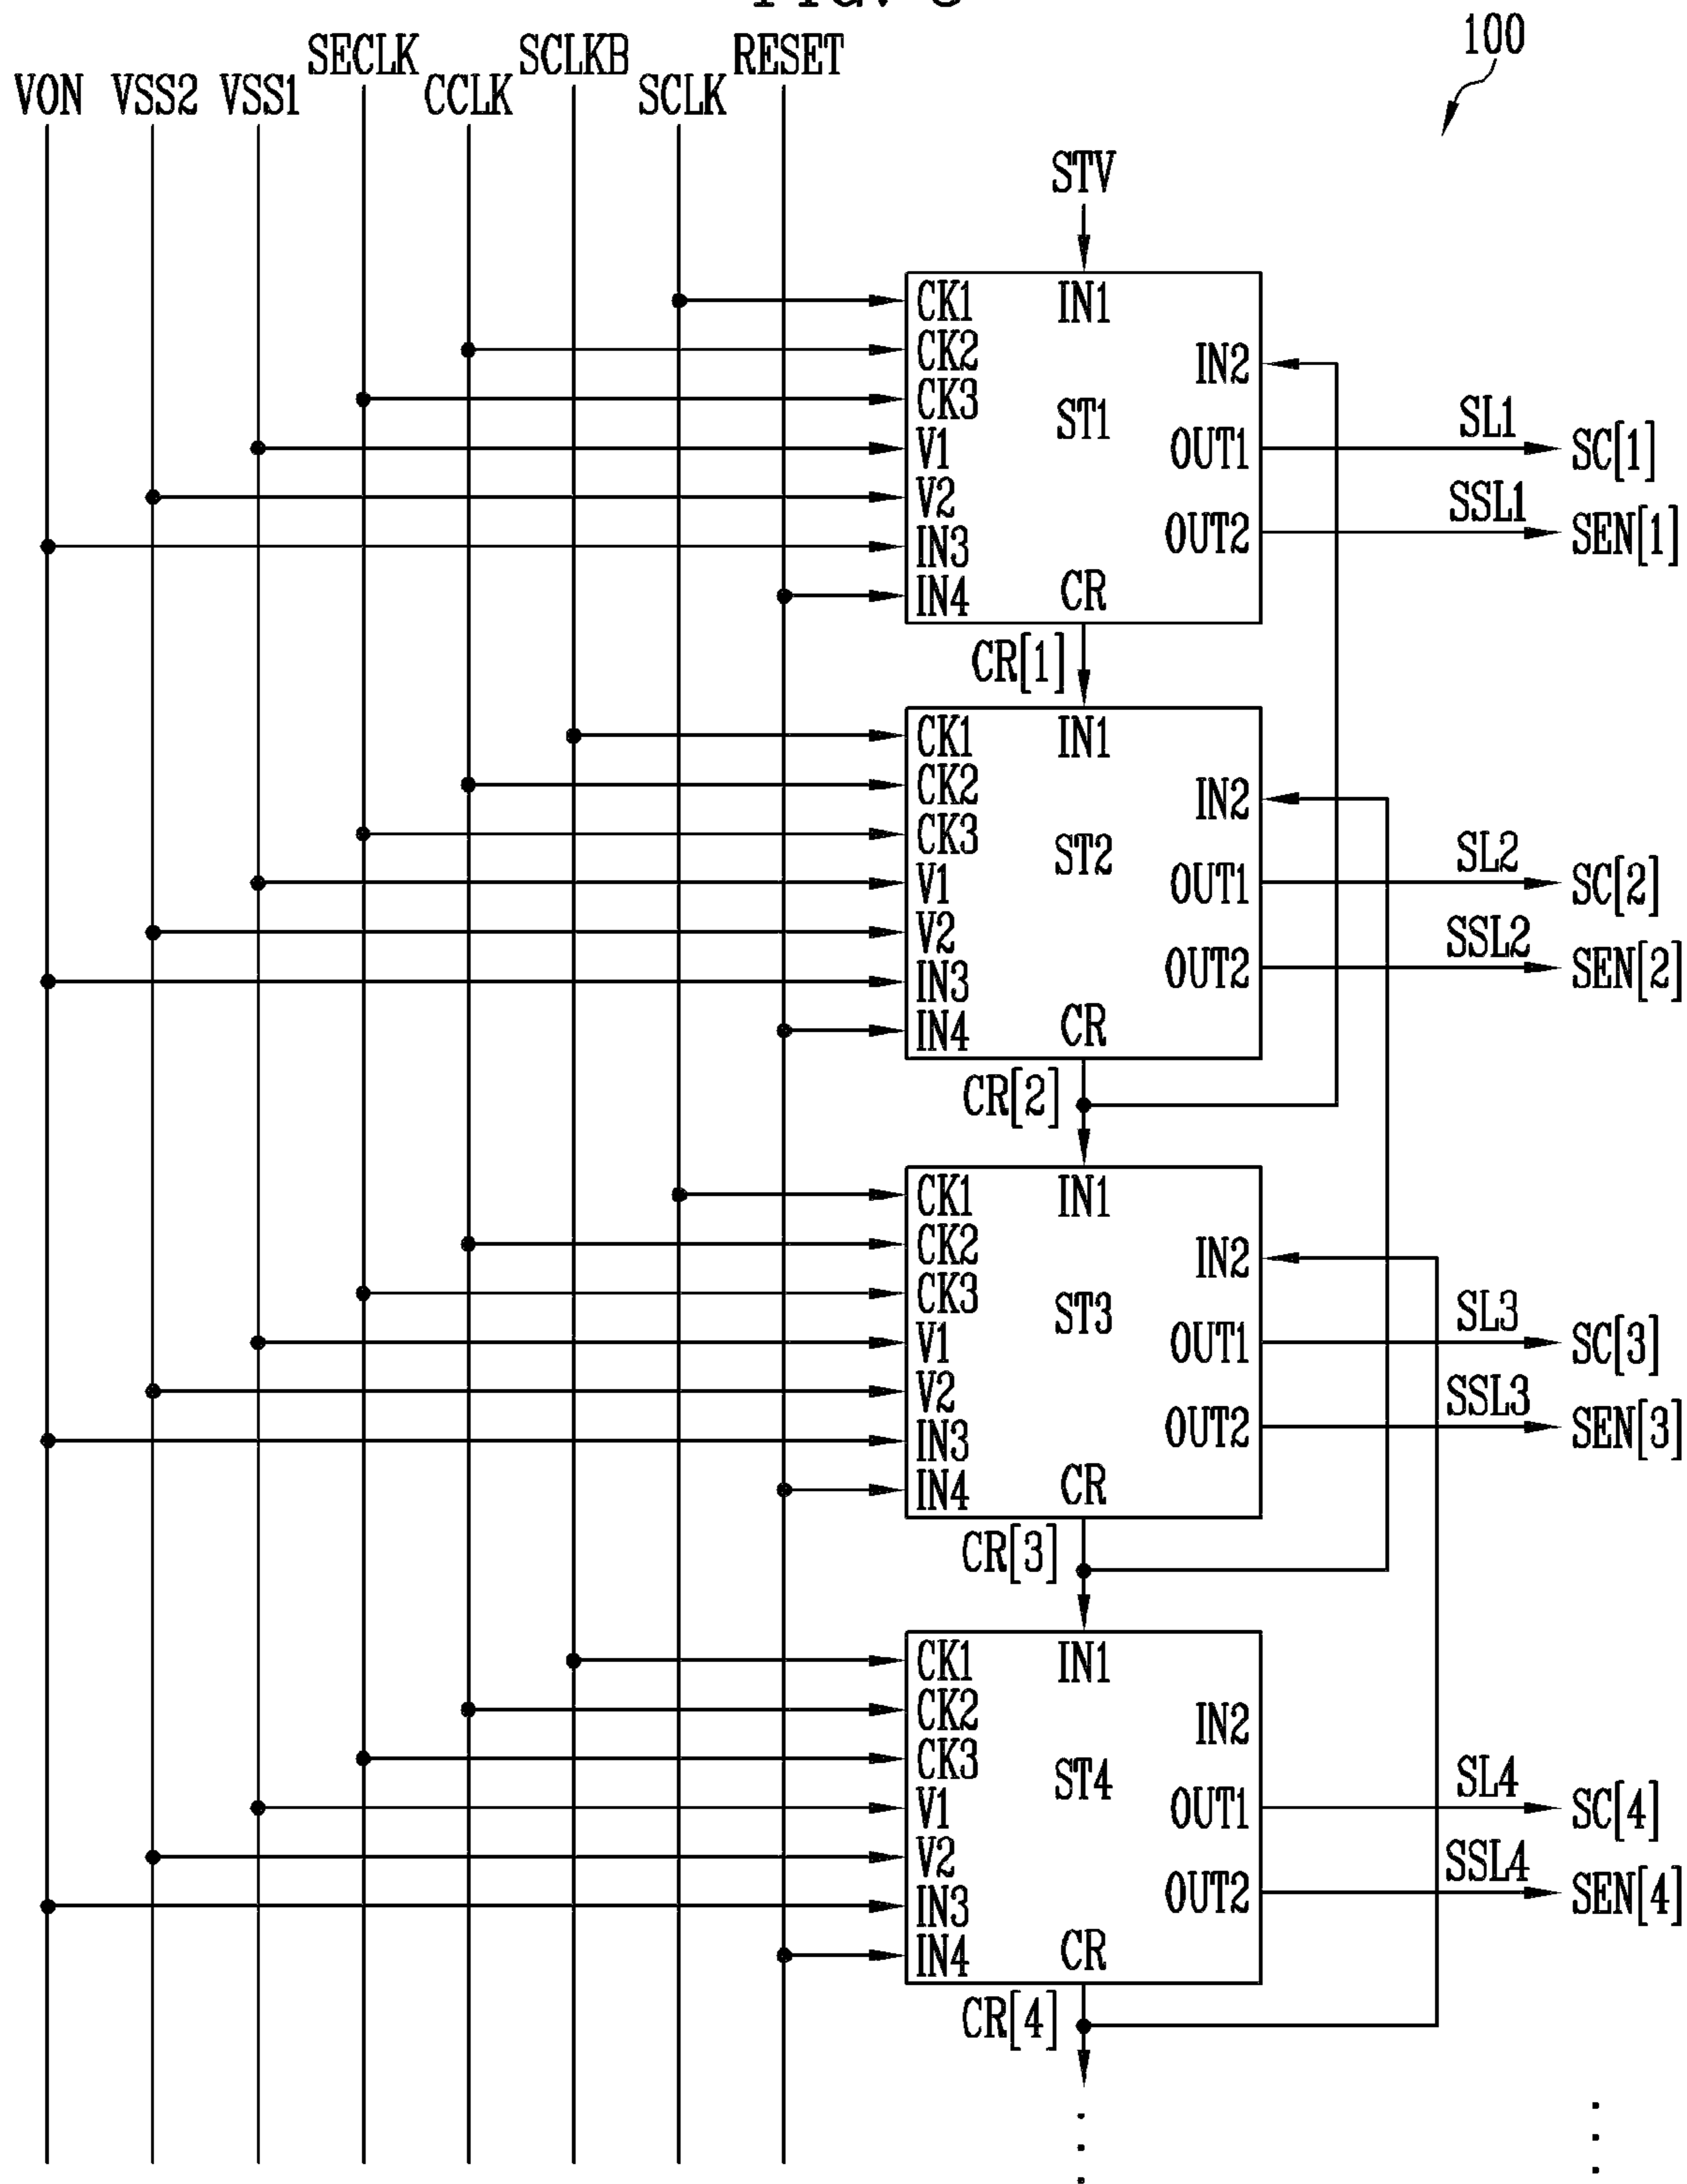 100
SECLK SCLKB RESET
VON VSS2 VSS1 CCLK SCLK
STV
CK1 IN1
CK2 IN2
CK3 ST1
SL1
V1 OUT1 SC[1]
V2 SSL1
IN3 OUT2 SEN[1]
IN4 CR
CR[1]
CK1 IN1
CK2 IN2
CK3 ST2
SL2
V1 OUT1 SC[2]
V2 SSL2
IN3 OUT2 SEN[2]
IN4 CR
CR[2]
CK1 IN1
CK2 IN2
CK3 ST3
SL3
V1 OUT1 SC[3]
V2 SSL3
IN3 OUT2 SEN[3]
IN4 CR
CR[3]
CK1 IN1
CK2 IN2
CK3 ST4
SL4
V1 OUT1 SC[4]
V2 SSL4
IN3 OUT2 SEN[4]
IN4 CR
CR[4]